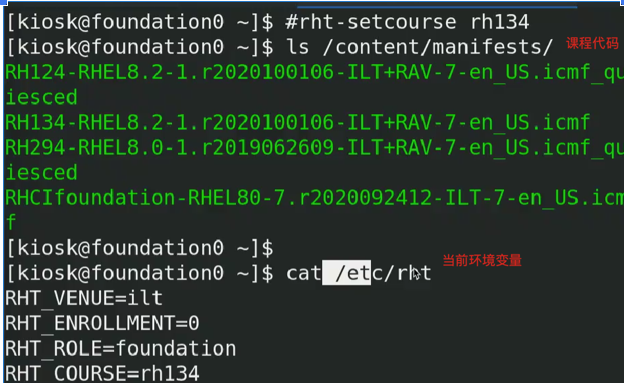 [kiosk@foundation0 ~]$ #rht-setcourse rh134
[kiosk@foundation0 ~]$ ls /content/manifests/ 课程代码
RH124-RHEL8.2-1.r2020100106-ILT+RAV-7-en_US.icmf_qu
iesced
RH134-RHEL8.2-1.r2020100106-ILT+RAV-7-en_US.icmf
RH294-RHEL8.0-1.r2019062609-ILT+RAV-7-en_US.icmf_qu
iesced
RHCIfoundation-RHEL80-7.r2020092412-ILT-7-en_US.icm
f
[kiosk@foundation0 ~]$
[kiosk@foundation0 ~]$ cat /etc/rht 当前环境变量
RHT_VENUE=ilt
RHT_ENROLLMENT=0
RHT_ROLE=foundation
RHT_COURSE=rh134